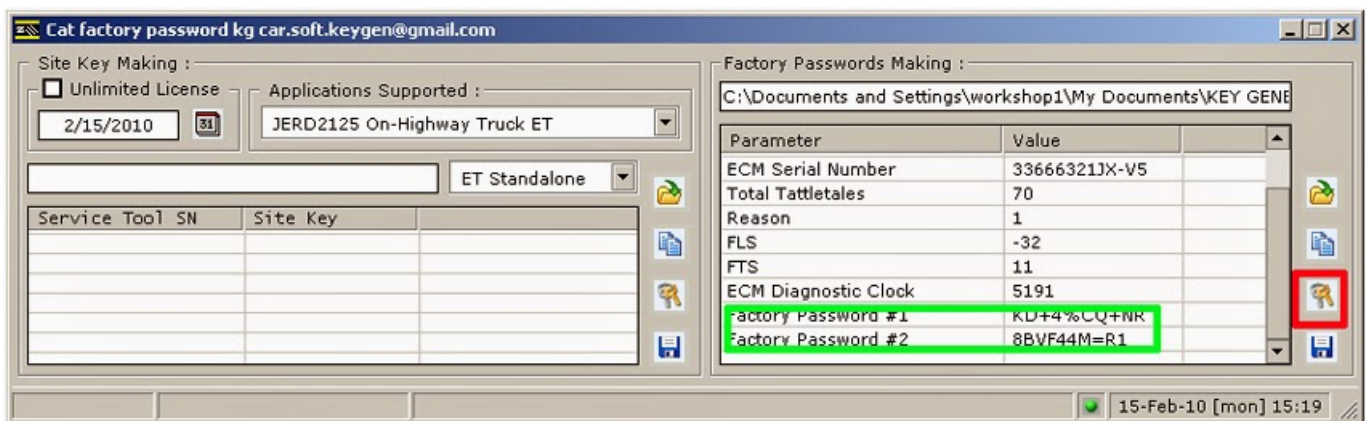 Cat factory password kg car.soft.keygen@gmail.com
Site Key Making :
Unlimited License
Applications Supported :
2/15/2010
31
JERD2125 On-Highway Truck ET
ET Standalone
Service Tool SN Site Key
Factory Passwords Making :
C:\Documents and Settings\workshop1\My Documents\KEY GENE
Parameter Value
ECM Serial Number 33666321JX-V5
Total Tattletales 70
Reason 1
FLS -32
FTS 11
ECM Diagnostic Clock 5191
Factory Password #1 KD+4%CQ+NR
Factory Password #2 8BVF44M=R1
15-Feb-10 [mon] 15:19